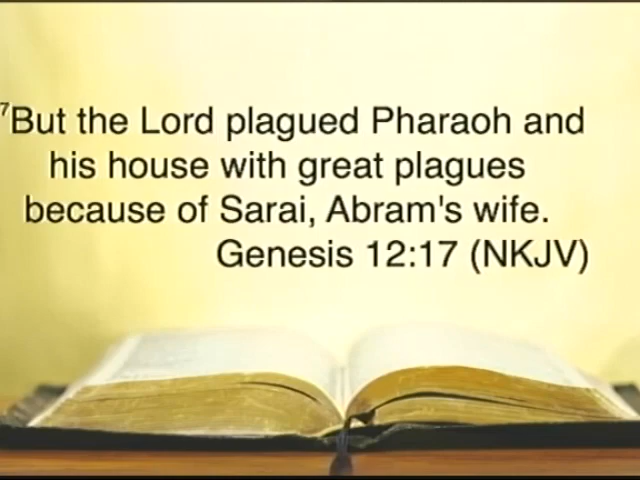 7But the Lord plagued Pharaoh and
his house with great plagues
because of Sarai, Abram's wife.
Genesis 12:17 (NKJV)